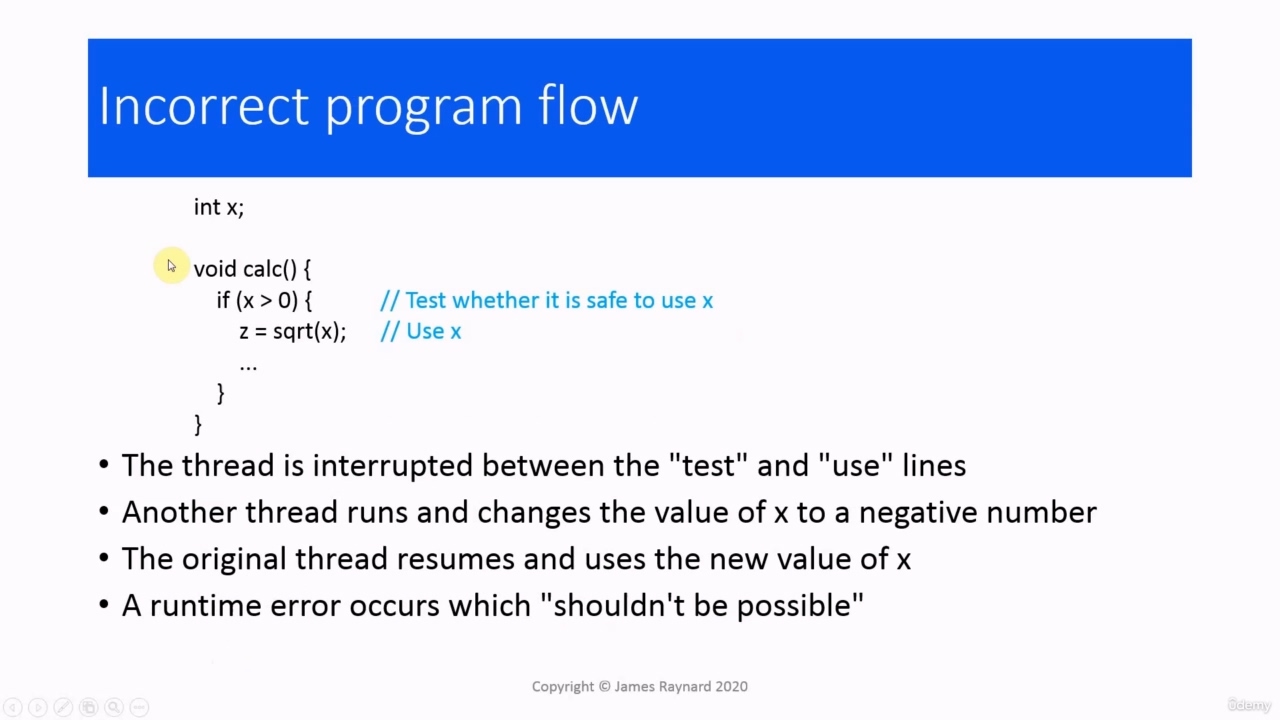 Incorrect program flow
int x;
void calc() {
if (x > 0) { // Test whether it is safe to use x
z = sqrt(x); // Use x
...
}
}
• The thread is interrupted between the "test" and "use" lines
• Another thread runs and changes the value of x to a negative number
• The original thread resumes and uses the new value of x
• A runtime error occurs which "shouldn't be possible"
Copyright © James Raynard 2020
ûdemy